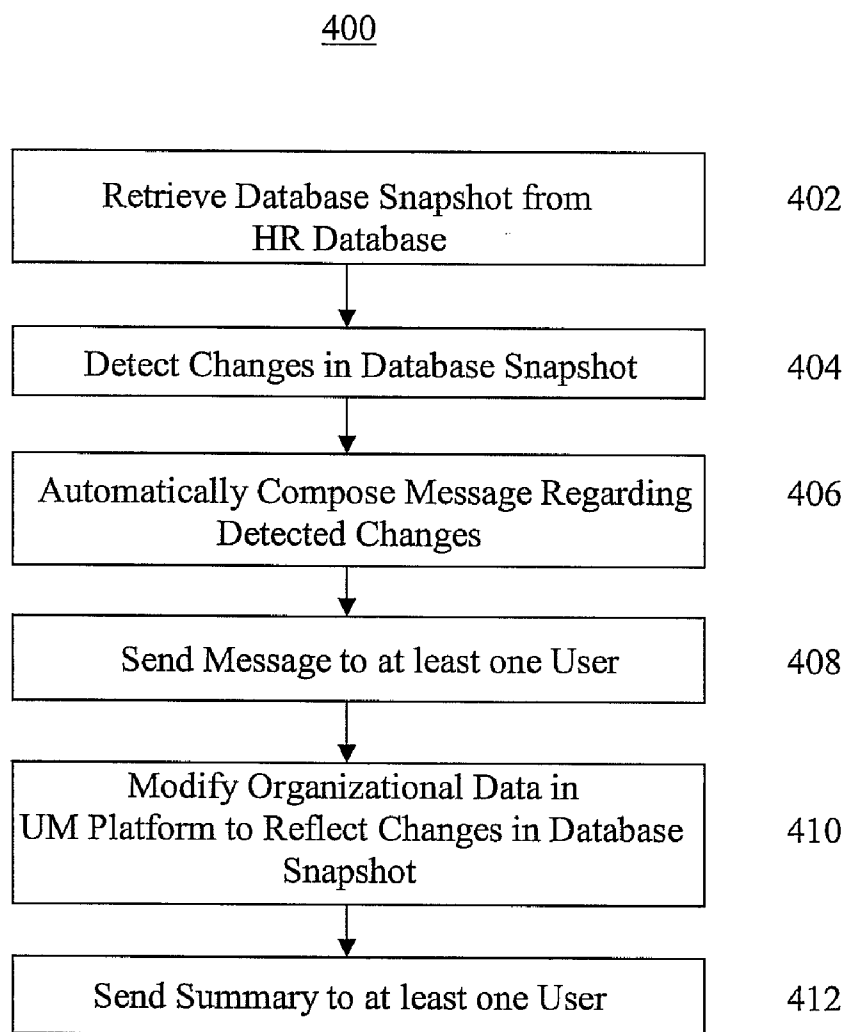 400
Retrieve Database Snapshot from
HR Database
402
Detect Changes in Database Snapshot
404
Automatically Compose Message Regarding
Detected Changes
406
Send Message to at least one User
408
Modify Organizational Data in
UM Platform to Reflect Changes in Database
Snapshot
410
Send Summary to at least one User
412